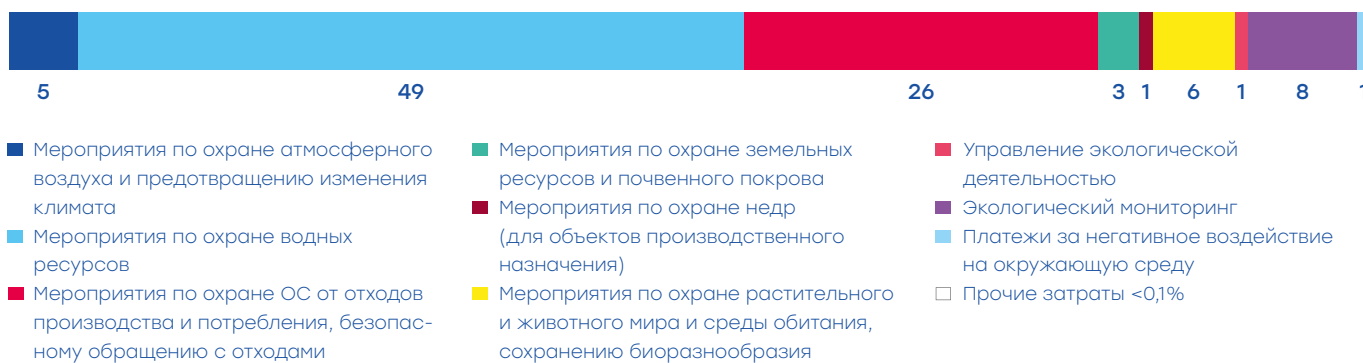 5 49 26 3 1 6 1 8 1
Мероприятия по охране атмосферного
воздуха и предотвращению изменения
климата
Мероприятия по охране водных
ресурсов
Мероприятия по охране ОС от отходов
производства и потребления, безопас-
ному обращению с отходами
Мероприятия по охране земельных
ресурсов и почвенного покрова
Мероприятия по охране недр
(для объектов производственного
назначения)
Мероприятия по охране растительного
и животного мира и среды обитания,
сохранению биоразнообразия
Управление экологической
деятельностью
Экологический мониторинг
Платежи за негативное воздействие
на окружающую среду
Прочие затраты <0,1%